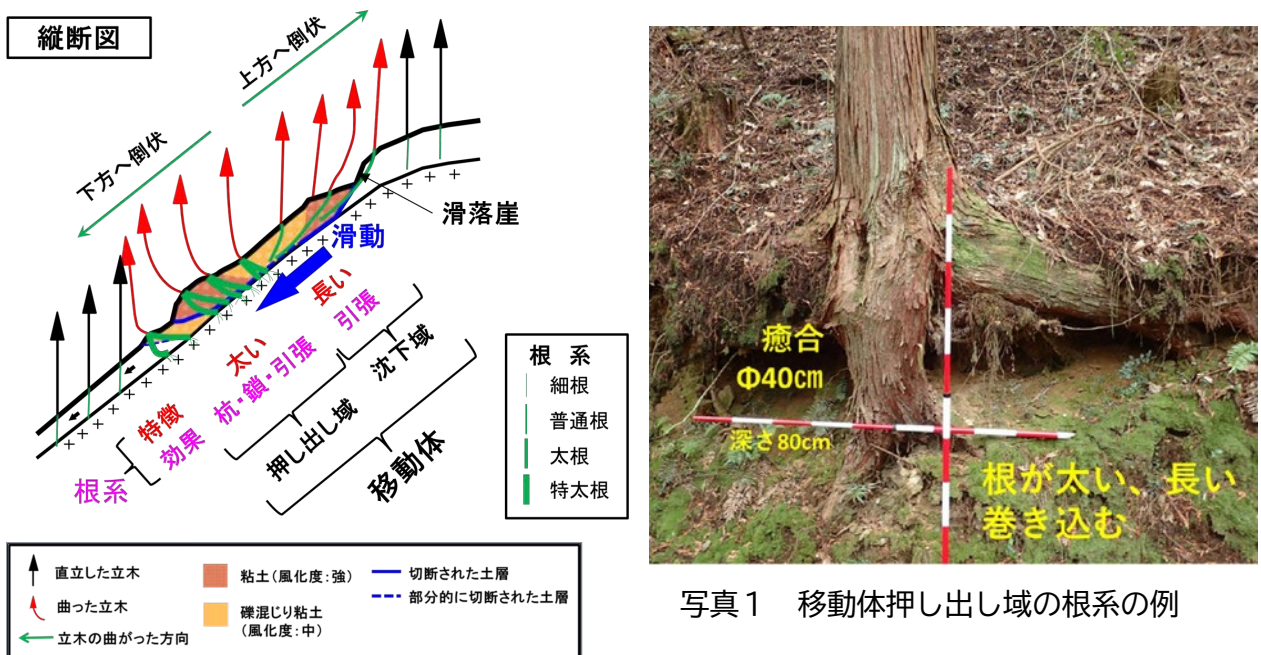 縦断図
上方へ倒伏
下方へ倒伏
滑落崖
滑動
長い
引張
太い
杭・鎖・引張
特徴
効果
根系
沈下域
押し出し域
移動体
根 系
細根
普通根
太根
特太根
直立した立木
曲った立木
立木の曲がった方向
粘土(風化度:強)
礫混じり粘土
(風化度:中)
切断された土層
部分的に切断された土層
癒合
Φ40cm
深さ80cm
根が太い、長い
巻き込む
写真1 移動体押し出し域の根系の例